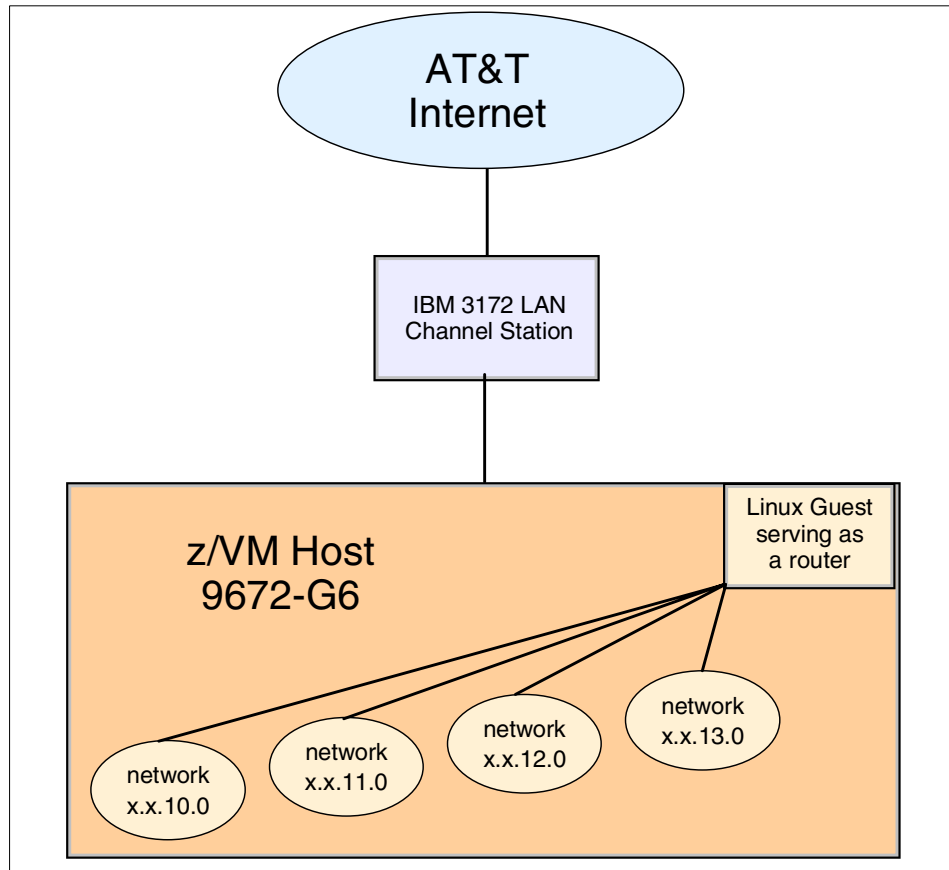 AT&T
Internet
IBM 3172 LAN
Channel Station
z/VM Host
9672-G6
Linux Guest
serving as
a router
network
x.x.10.0
network
x.x.11.0
network
x.x.12.0
network
x.x.13.0